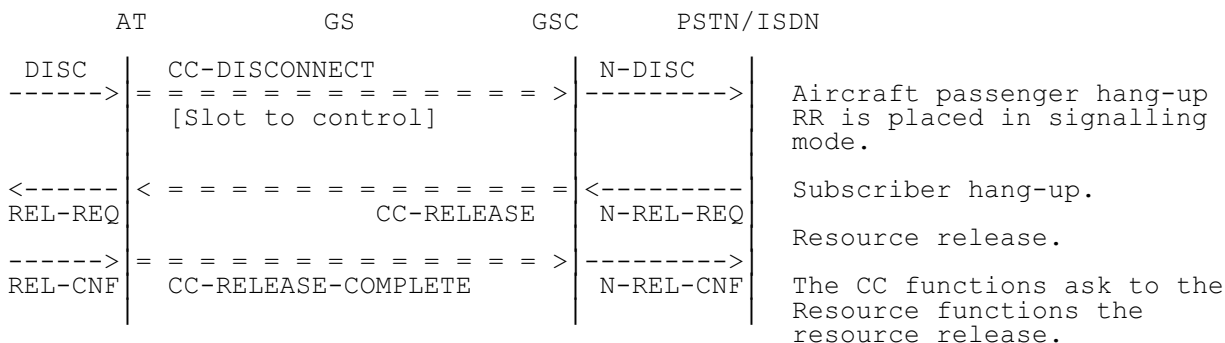 AT GS GSC PSTN/ISDN
DISC CC-DISCONNECT N-DISC
------> = = = = = = = = = = = = = > ---------> Aircraft passenger hang-up
[Slot to control] RR is placed in signalling
mode.
<------ < = = = = = = = = = = = = = <--------- Subscriber hang-up.
REL-REQ CC-RELEASE N-REL-REQ
Resource release.
------> = = = = = = = = = = = = = > --------->
REL-CNF CC-RELEASE-COMPLETE N-REL-CNF The CC functions ask to the
Resource functions the
resource release.